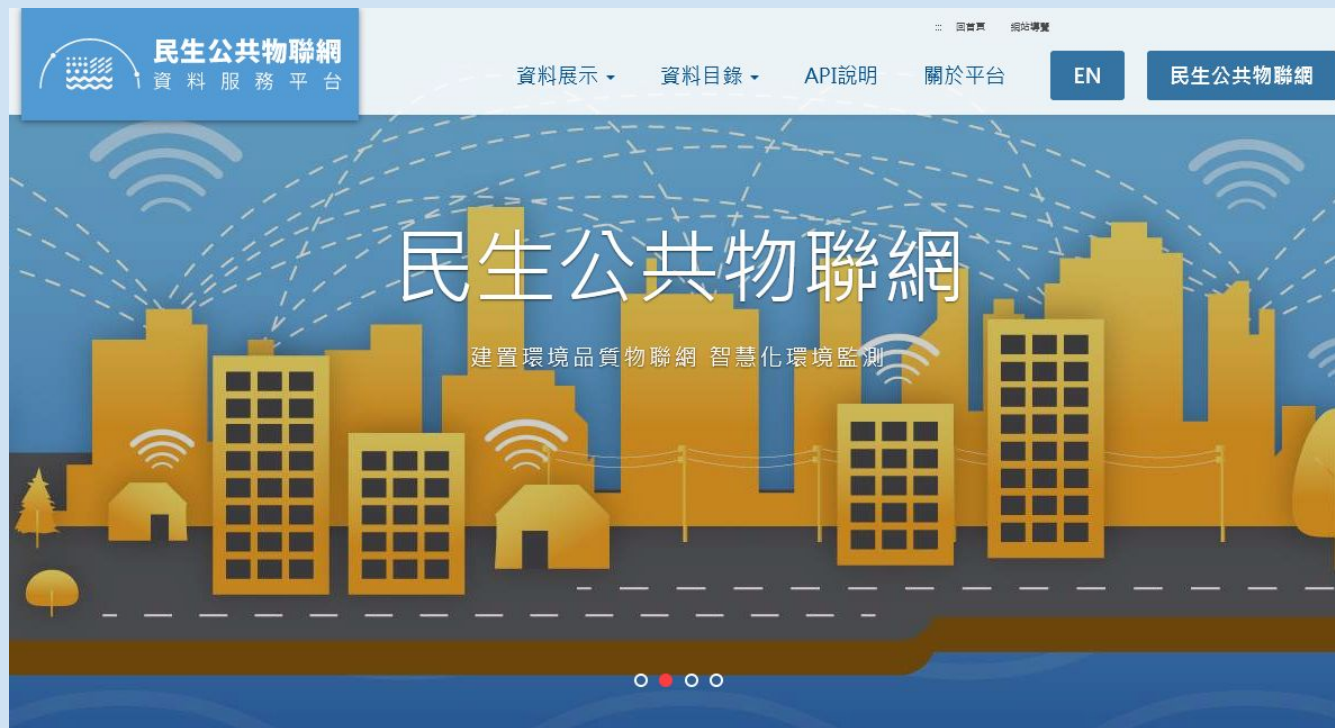 ::: 回首頁 網站導覽
民生公共物聯網
資料服務平台
資料展示 資料目錄 API說明 關於平台 EN 民生公共物聯網
民生公共物聯網
建置環境品質物聯網 智慧化環境監測